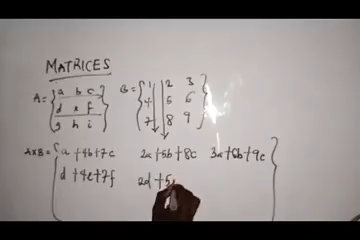 MATRICES
A = { a b c B = { 1 2 3 }
d x f 4 5 6
g h i } 7 8 9
A×B = { a + 4b + 7c 2a + 5b + 8c 3a + 6b + 9c }
d + 4e + 7f 2d + 5